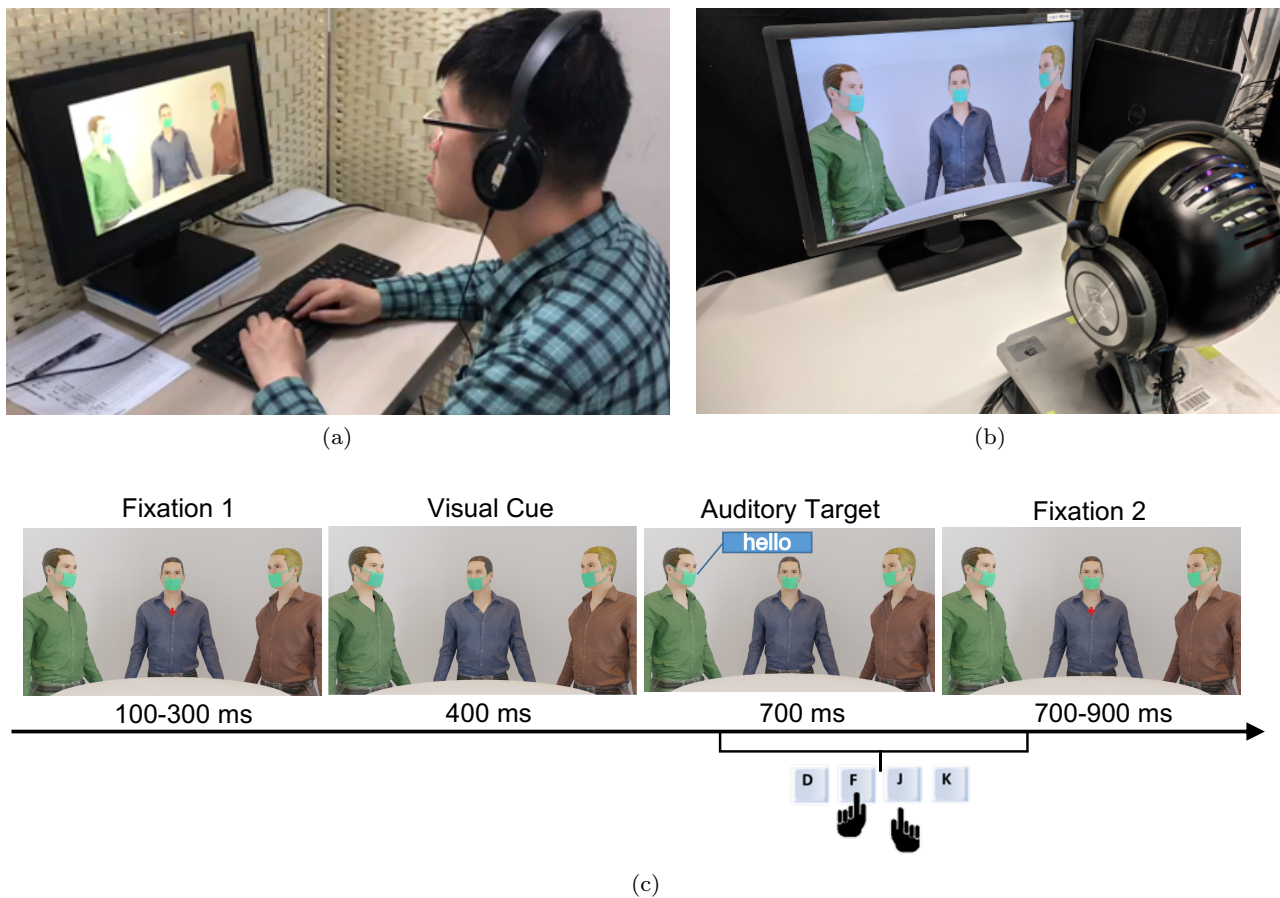 DELL
(a)
(b)
Fixation 1
Visual Cue
Auditory Target
Fixation 2
hello
100-300 ms
400 ms
700 ms
700-900 ms
D F J K
(c)